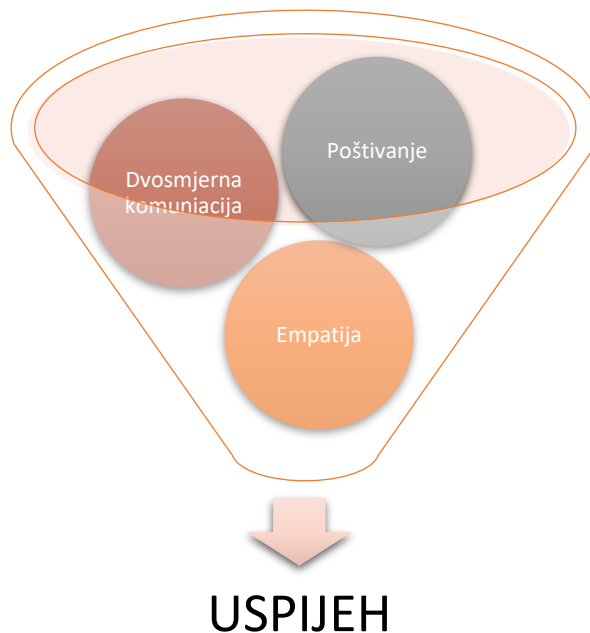 Poštivanje
Dvosmjerna
komuniacija
Empatija
USPIJEH